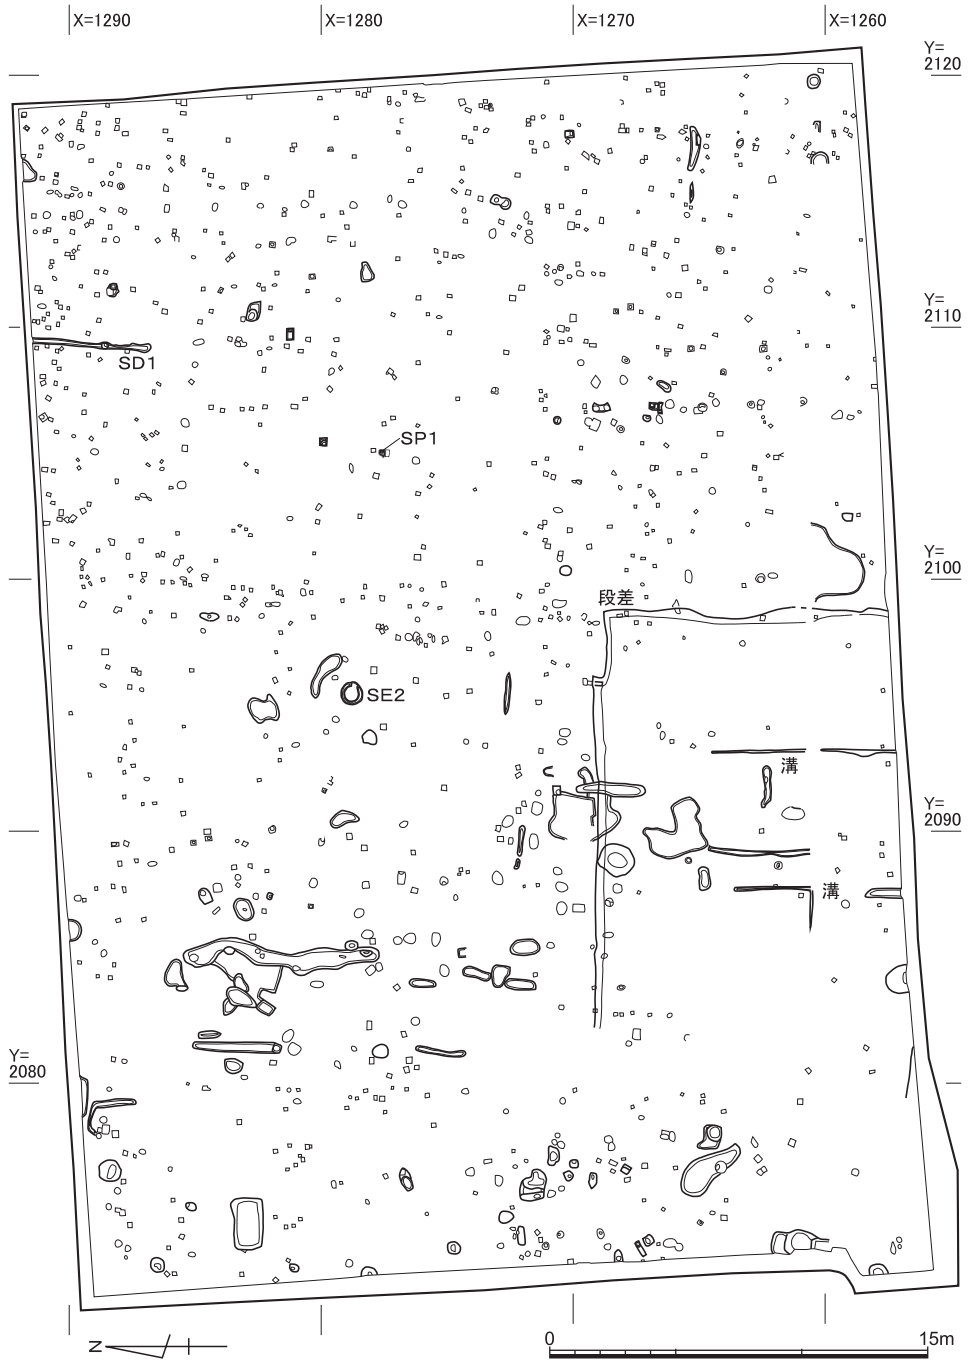 X=1290
X=1280
X=1270
X=1260
Y=
2120
Y=
2110
SD1
SP1
Y=
2100
段差
SE2
溝
Y=
2090
溝
Y=
2080
N
0
15m